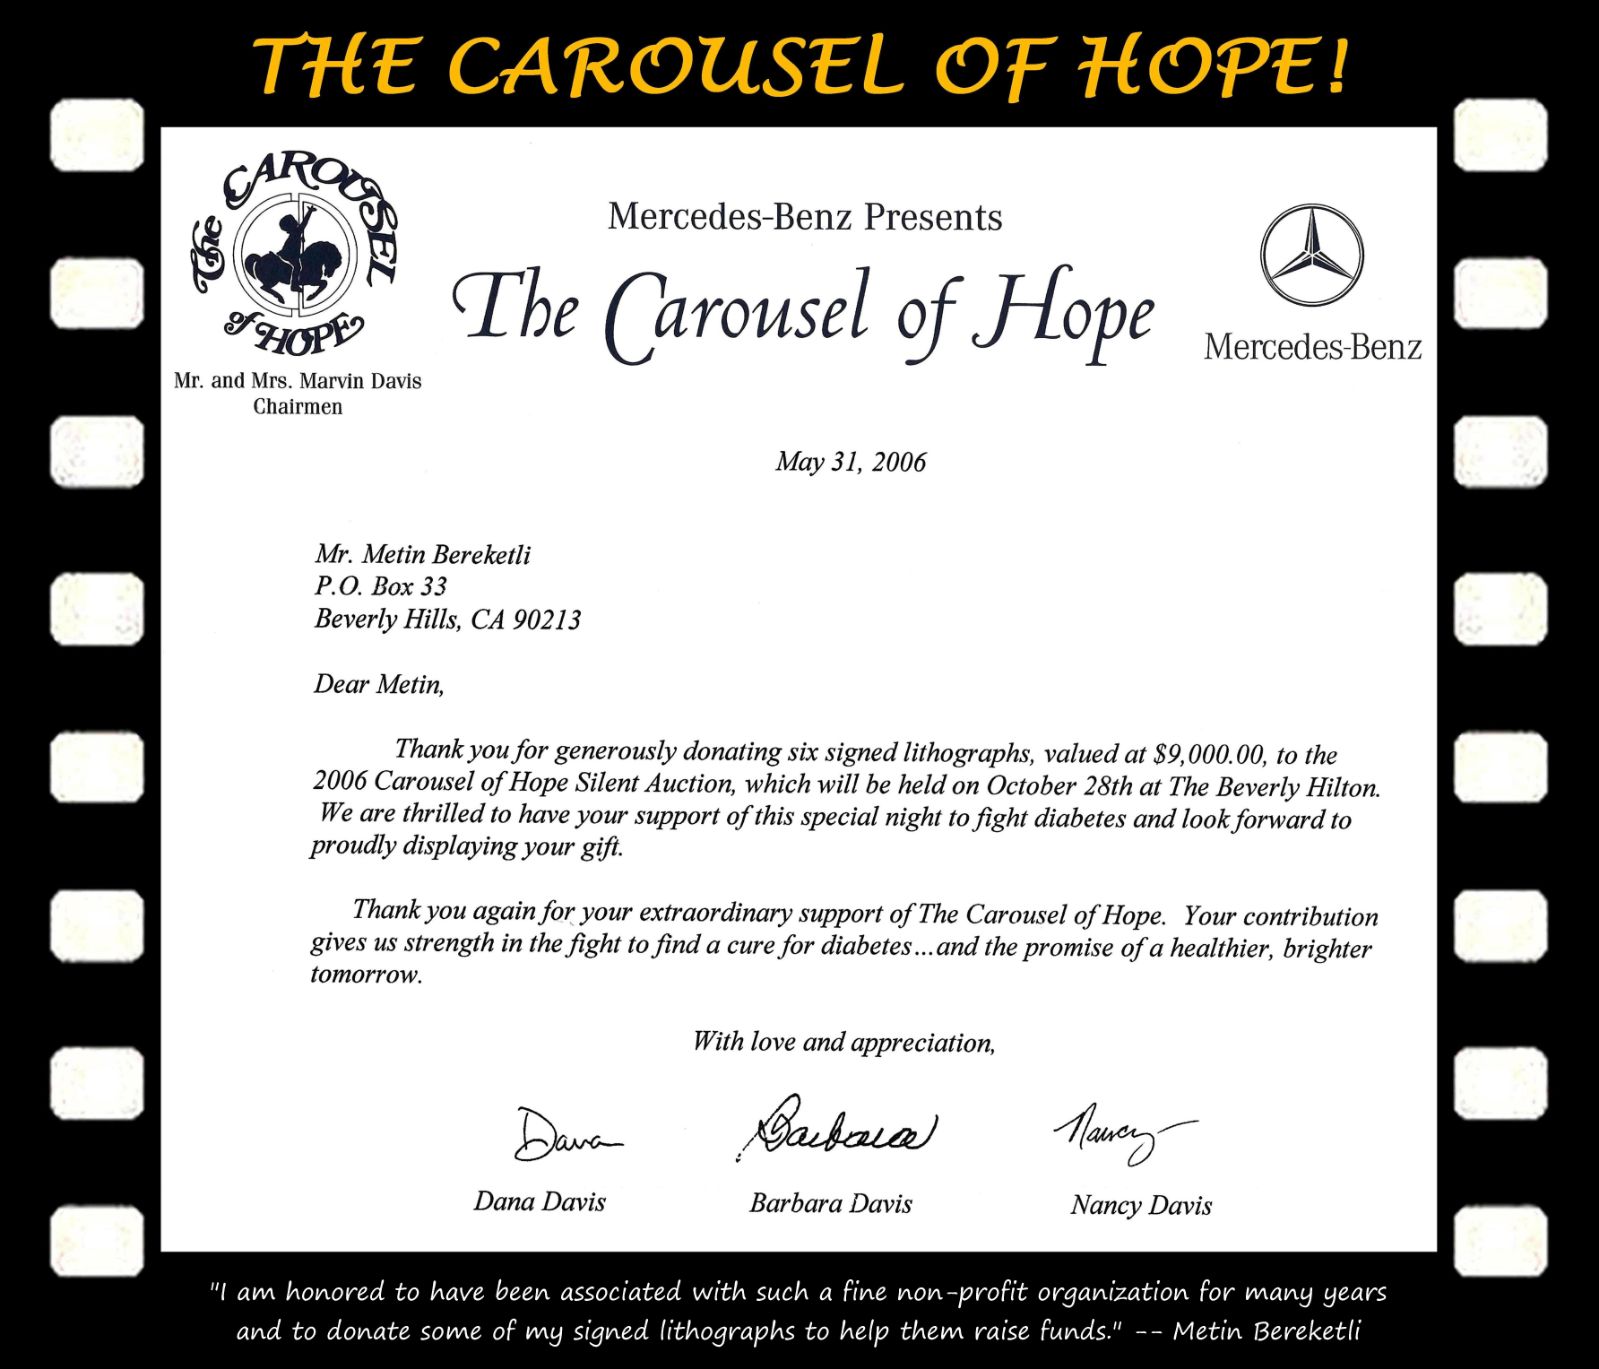 THE CAROUSEL OF HOPE!
The CAROUSEL of HOPE
Mr. and Mrs. Marvin Davis
Chairmen
Mercedes-Benz Presents
The Carousel of Hope
Mercedes-Benz
May 31, 2006
Mr. Metin Bereketli
P.O. Box 33
Beverly Hills, CA 90213
Dear Metin,
Thank you for generously donating six signed lithographs, valued at $9,000.00, to the
2006 Carousel of Hope Silent Auction, which will be held on October 28th at The Beverly Hilton.
We are thrilled to have your support of this special night to fight diabetes and look forward to
proudly displaying your gift.
Thank you again for your extraordinary support of The Carousel of Hope. Your contribution
gives us strength in the fight to find a cure for diabetes...and the promise of a healthier, brighter
tomorrow.
With love and appreciation,
Dana Barbara Nancy
Dana Davis Barbara Davis Nancy Davis
"I am honored to have been associated with such a fine non-profit organization for many years
and to donate some of my signed lithographs to help them raise funds." -- Metin Bereketli